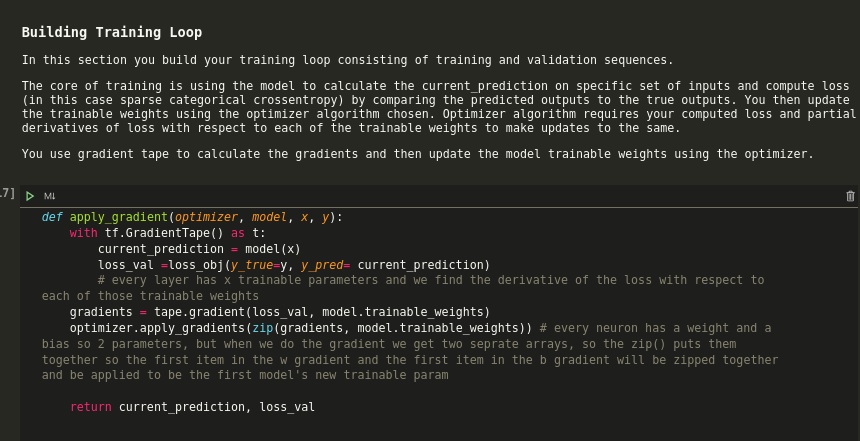 Building Training Loop
In this section you build your training loop consisting of training and validation sequences.
The core of training is using the model to calculate the current_prediction on specific set of inputs and compute loss
(in this case sparse categorical crossentropy) by comparing the predicted outputs to the true outputs. You then update
the trainable weights using the optimizer algorithm chosen. Optimizer algorithm requires your computed loss and partial
derivatives of loss with respect to each of the trainable weights to make updates to the same.
You use gradient tape to calculate the gradients and then update the model trainable weights using the optimizer.
.7]
M↓
def apply_gradient(optimizer, model, x, y):
with tf.GradientTape() as t:
current_prediction = model(x)
loss_val =loss_obj(y_true=y, y_pred= current_prediction)
# every layer has x trainable parameters and we find the derivative of the loss with respect to
each of those trainable weights
gradients = tape.gradient(loss_val, model.trainable_weights)
optimizer.apply_gradients(zip(gradients, model.trainable_weights)) # every neuron has a weight and a
bias so 2 parameters, but when we do the gradient we get two seprate arrays, so the zip() puts them
together so the first item in the w gradient and the first item in the b gradient will be zipped together
and be applied to be the first model's new trainable param
return current_prediction, loss_val